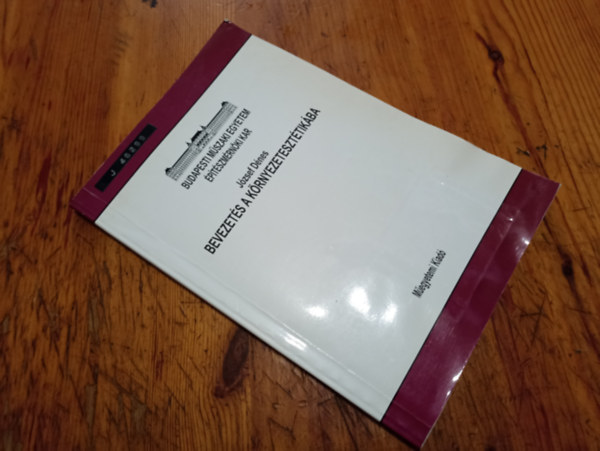 BUDAPESTI MŰSZAKI EGYETEM
ÉPÍTÉSZMÉRNÖKI KAR
József Dénes
BEVEZETÉS A KÖRNYEZETESZTÉTIKÁBA
Műegyetemi Kiadó